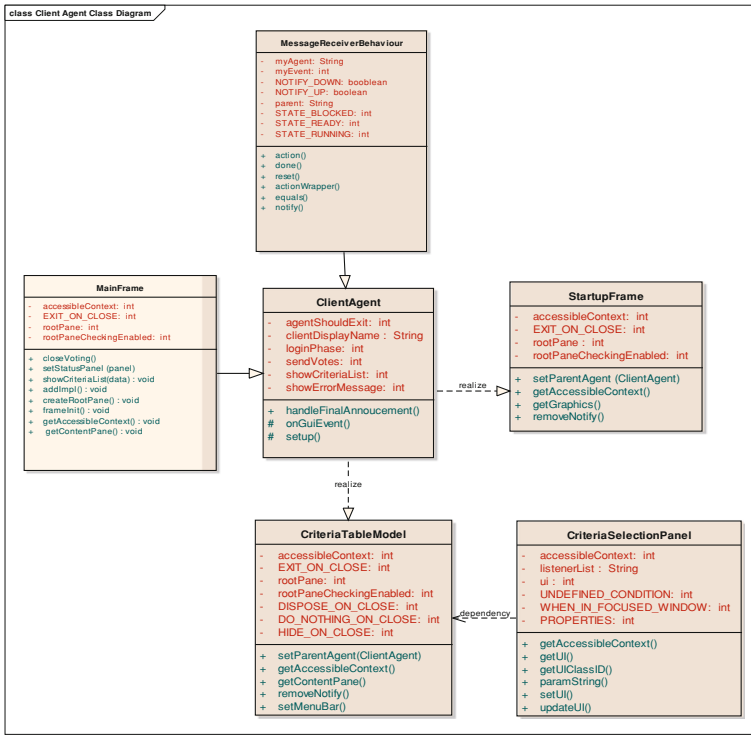 class Client Agent Class Diagram
MessageReceiverBehaviour
- myAgent: String
- myEvent: int
- NOTIFY_DOWN: booblean
- NOTIFY_UP: boolean
- parent: String
- STATE_BLOCKED: int
- STATE_READY: int
- STATE_RUNNING: int
+ action()
+ done()
+ reset()
+ actionWrapper()
+ equals()
+ notify()
MainFrame
- accessibleContext: int
- EXIT_ON_CLOSE: int
- rootPane: int
- rootPaneCheckingEnabled: int
+ closeVoting()
+ setStatusPanel (panel)
+ showCriteriaList(data) : void
+ addImpl() : void
+ createRootPane() : void
+ frameInit() : void
+ getAccessibleContext() : void
+ getContentPane() : void
ClientAgent
- agentShouldExit: int
- clientDisplayName : String
- loginPhase: int
- sendVotes: int
- showCriteriaList: int
- showErrorMessage: int
+ handleFinalAnnoucement()
# onGuiEvent()
# setup()
realize
StartupFrame
- accessibleContext: int
- EXIT_ON_CLOSE: int
- rootPane : int
- rootPaneCheckingEnabled: int
+ setParentAgent (ClientAgent)
+ getAccessibleContext()
+ getGraphics()
+ removeNotify()
realize
CriteriaTableModel
- accessibleContext: int
- EXIT_ON_CLOSE: int
- rootPane: int
- rootPaneCheckingEnabled: int
- DISPOSE_ON_CLOSE: int
- DO_NOTHING_ON_CLOSE: int
- HIDE_ON_CLOSE: int
+ setParentAgent(ClientAgent)
+ getAccessibleContext()
+ getContentPane()
+ removeNotify()
+ setMenuBar()
dependency
CriteriaSelectionPanel
- accessibleContext: int
- listenerList : String
- ui : int
- UNDEFINED_CONDITION: int
- WHEN_IN_FOCUSED_WINDOW: int
- PROPERTIES: int
+ getAccessibleContext()
+ getUI()
+ getUIClassID()
+ paramString()
+ setUI()
+ updateUI()